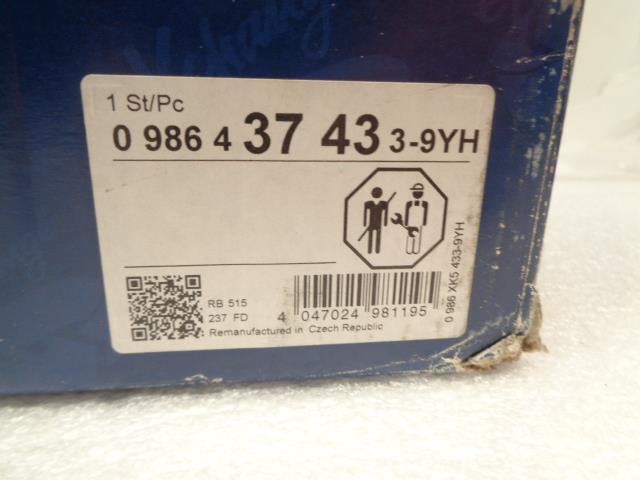 1 St/Pc
0 986 4 37 43 3-9YH
RB 515
237 FD
4 047024 981195
Remanufactured in Czech Republic
0 986 XK5 433-9YH